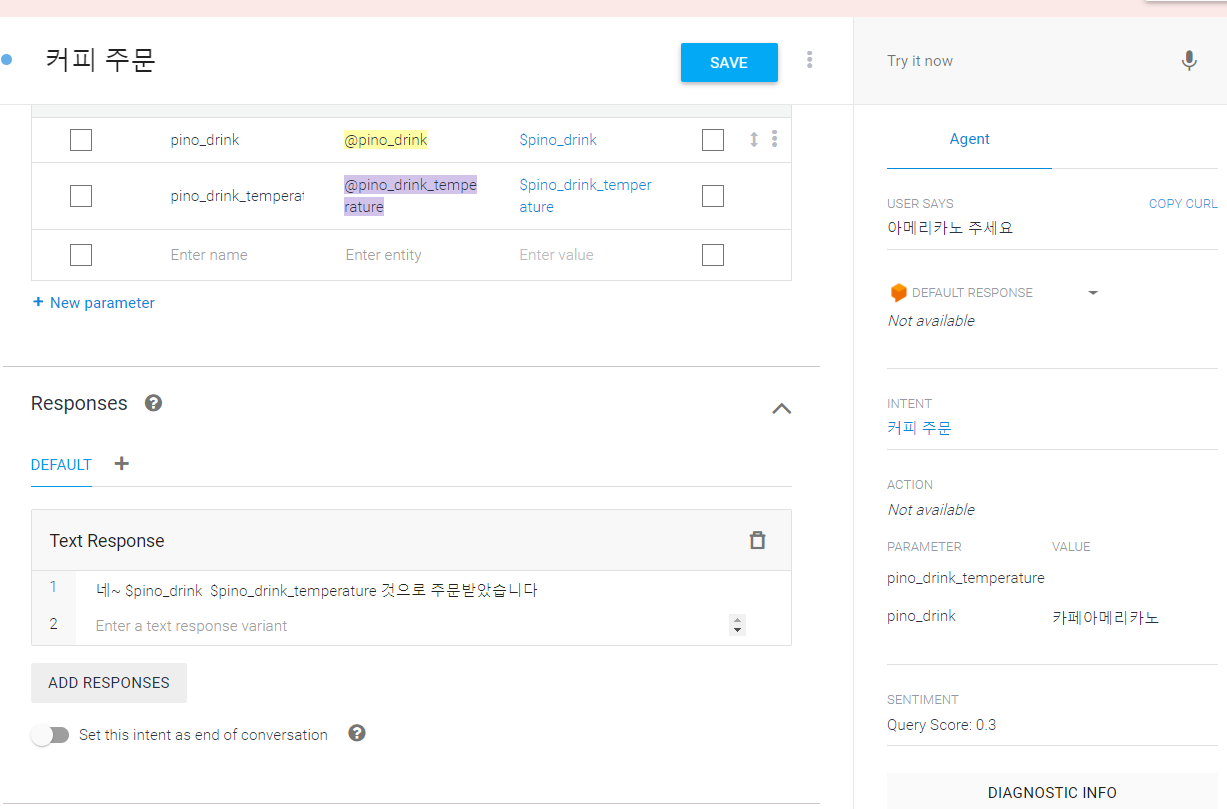 커피 주문
SAVE
pino_drink
@pino_drink
$pino_drink
pino_drink_temperat
@pino_drink_tempe
rature
$pino_drink_temper
ature
Enter name
Enter entity
Enter value
+ New parameter
Responses ?
DEFAULT +
Text Response
1 네~ $pino_drink $pino_drink_temperature 것으로 주문받았습니다
2 Enter a text response variant
ADD RESPONSES
Set this intent as end of conversation ?
Try it now
Agent
USER SAYS
COPY CURL
아메리카노 주세요
DEFAULT RESPONSE
Not available
INTENT
커피 주문
ACTION
Not available
PARAMETER
VALUE
pino_drink_temperature
pino_drink
카페아메리카노
SENTIMENT
Query Score: 0.3
DIAGNOSTIC INFO